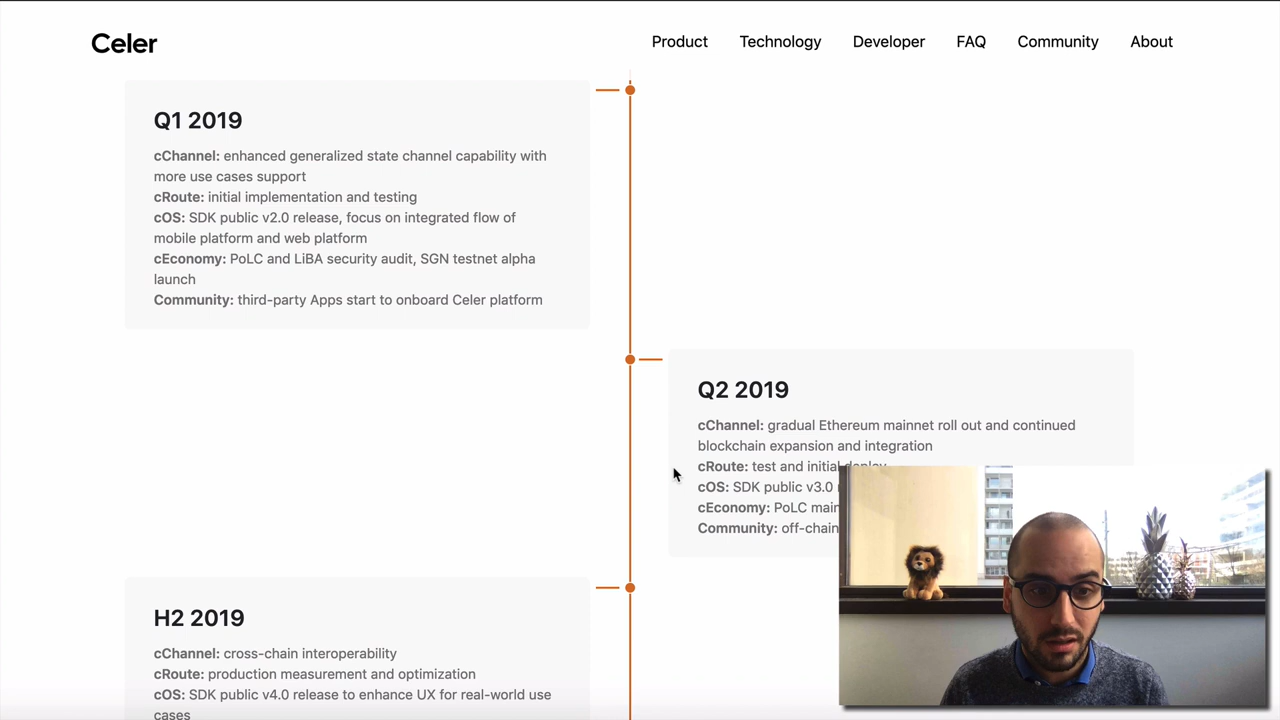 Celer
Product Technology Developer FAQ Community About
Q1 2019
cChannel: enhanced generalized state channel capability with
more use cases support
cRoute: initial implementation and testing
cOS: SDK public v2.0 release, focus on integrated flow of
mobile platform and web platform
cEconomy: PoLC and LiBA security audit, SGN testnet alpha
launch
Community: third-party Apps start to onboard Celer platform
Q2 2019
cChannel: gradual Ethereum mainnet roll out and continued
blockchain expansion and integration
cRoute: test and initial deploy
cOS: SDK public v3.0
cEconomy: PoLC
Community: off-chain
H2 2019
cChannel: cross-chain interoperability
cRoute: production measurement and optimization
cOS: SDK public v4.0 release to enhance UX for real-world use
cases